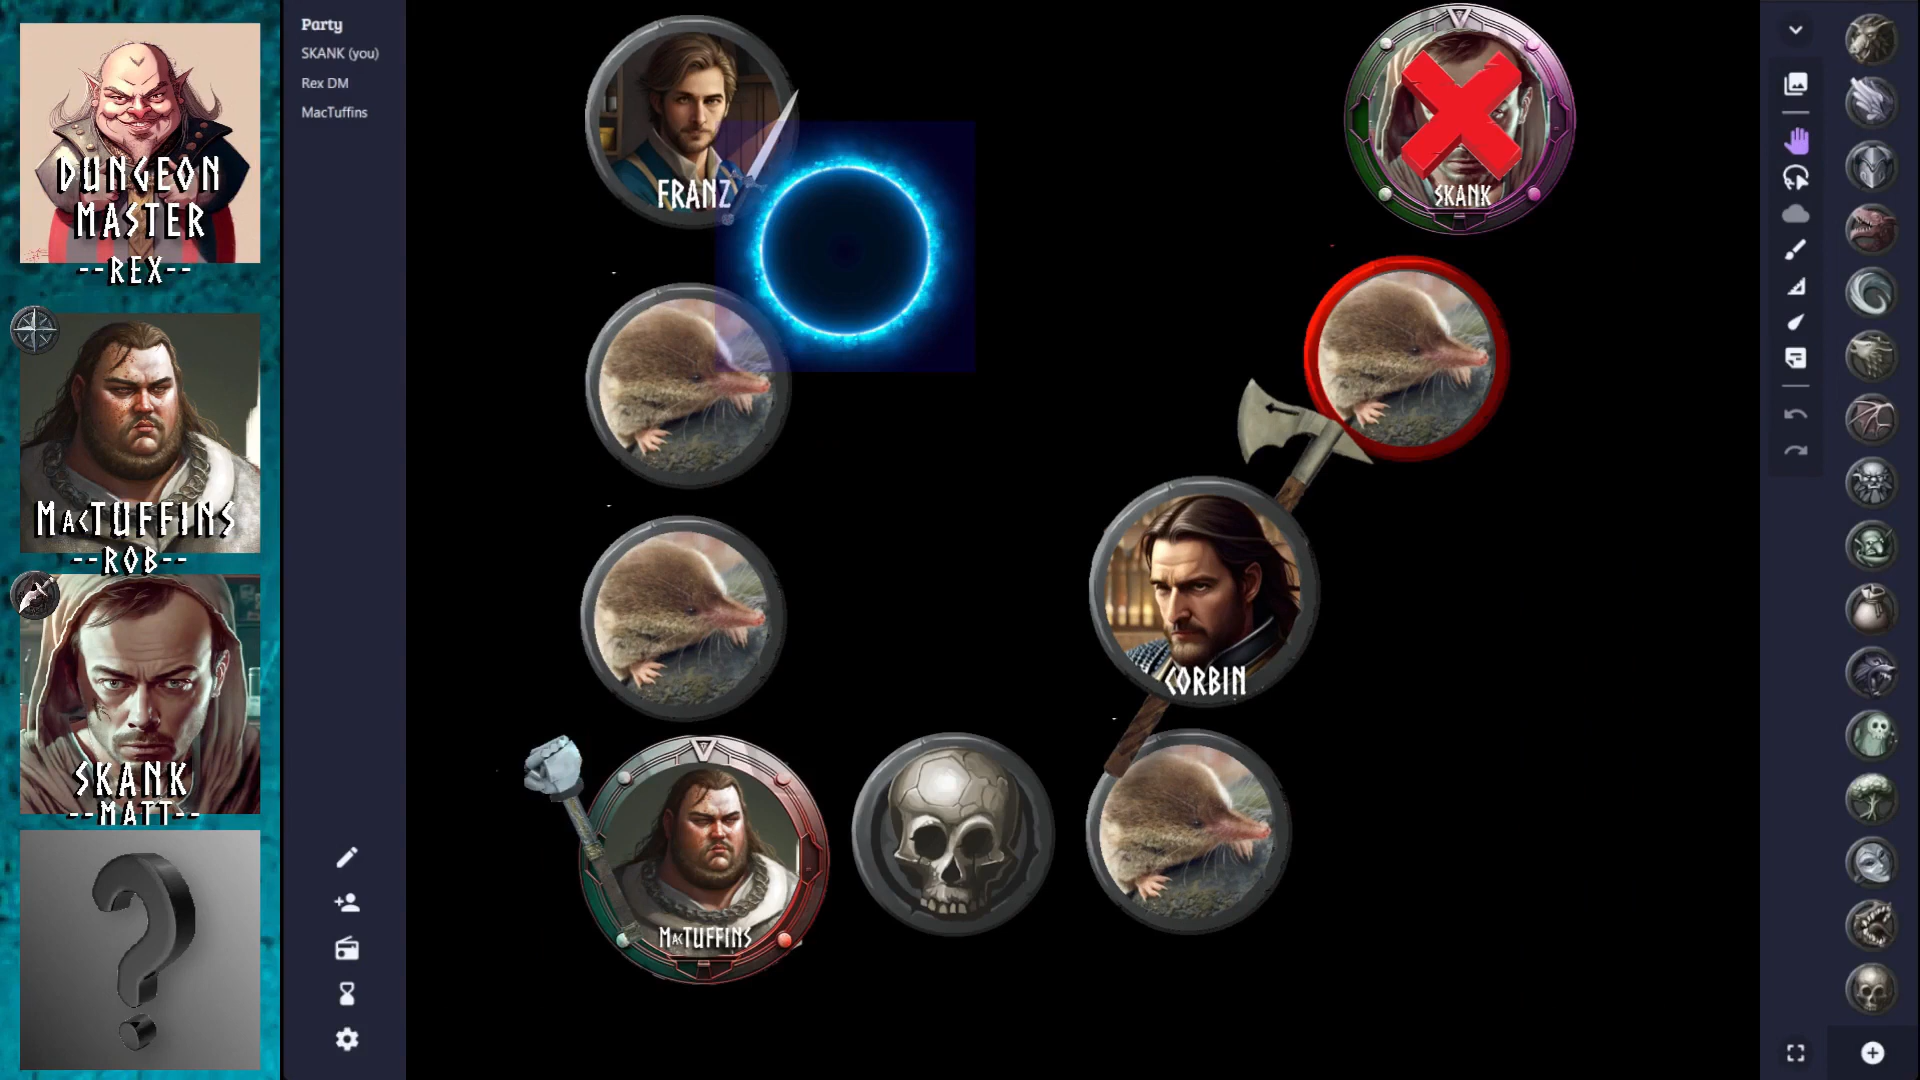 DUNGEON
MASTER
--REX--
MacTUFFINS
--ROB--
SKANK
--MATT--
Party
SKANK (you)
Rex DM
MacTuffins
FRANZ
SKANK
CORBIN
MacTUFFINS